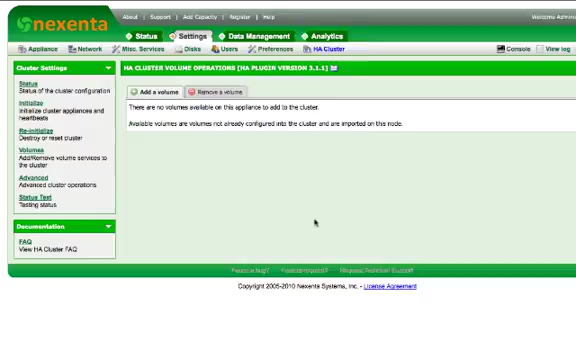 nexenta
About Support Add Capacity Register Help
Welcome
Status Settings Data Management Analytics
Appliance Network Misc. Services Disks Users Preferences HA Cluster Console View log
Cluster Settings
Status
Status of the cluster configuration
Initialize
Initialize cluster appliances and
heartbeats
Re-initialize
Destroy or reset cluster
Volumes
Add/Remove volume services to
the cluster
Advanced
Advanced cluster operations
Status Text
Testing status
Documentation
FAQ
View HA Cluster FAQ
HA CLUSTER VOLUME OPERATIONS [HA PLUGIN VERSION 3.1.1]
Add a volume Remove a volume
There are no volumes available on this appliance to add to the cluster.
Available volumes are volumes not already configured into the cluster and are imported on this node.
Copyright 2005-2010 Nexenta Systems, Inc. - License Agreement